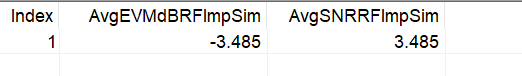 Index AvgEVMdBRFImpSim AvgSNRRFImpSim
1 -3.485 3.485